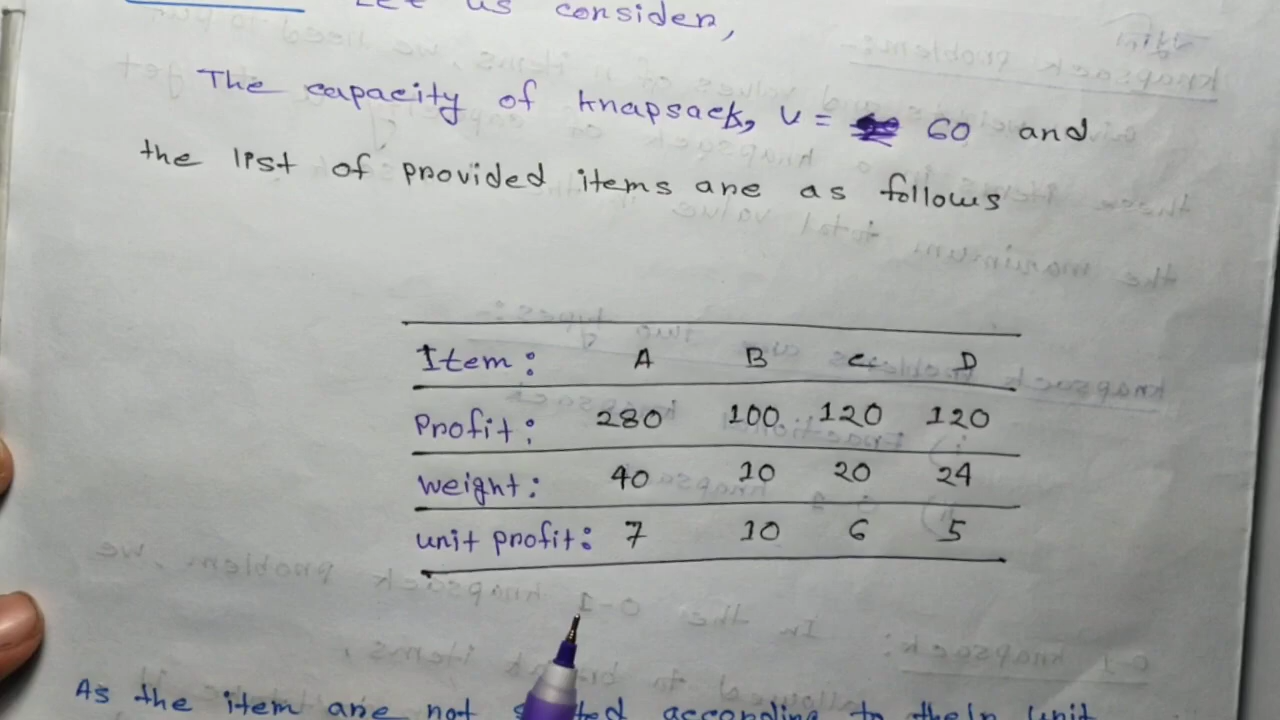 Let us consider,
The capacity of knapsack, V = 60 and
the list of provided items are as follows
Item: A B C D
Profit: 280 100 120 120
weight: 40 10 20 24
unit profit: 7 10 6 5
As the item are not according to their unit